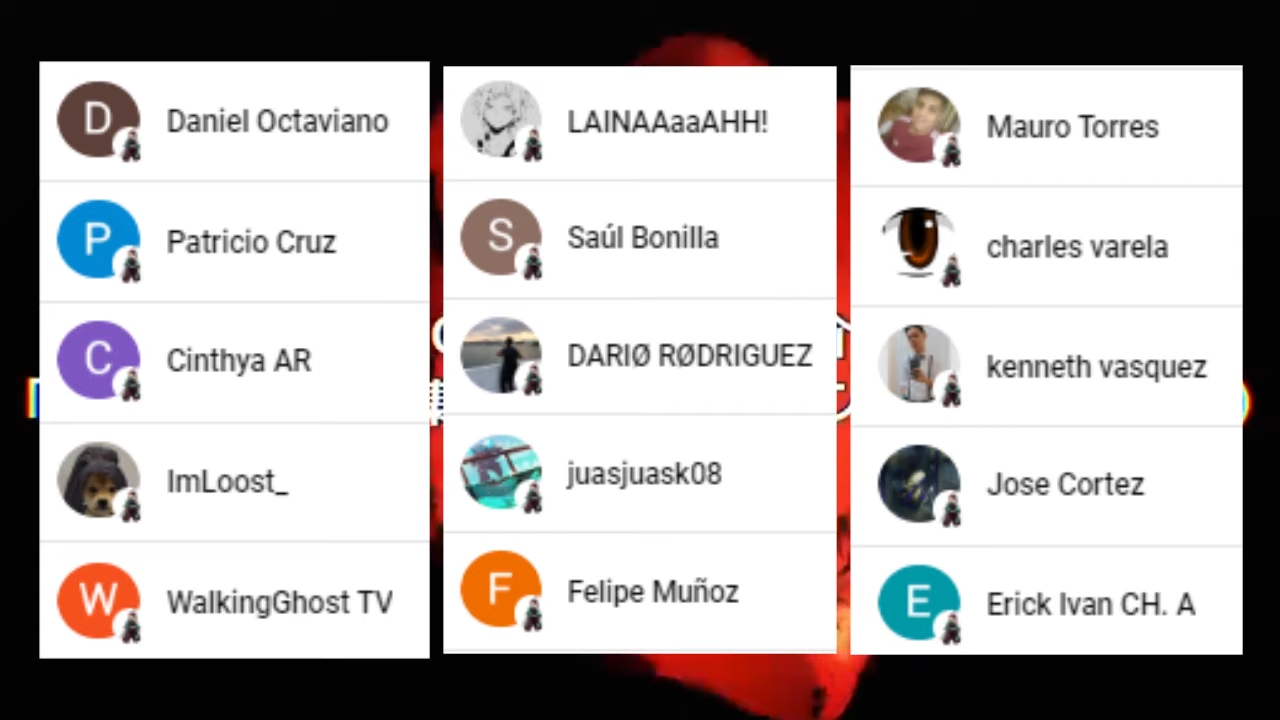 D Daniel Octaviano
P Patricio Cruz
C Cinthya AR
ImLoost_
W WalkingGhost TV
LAINAAaaAHH!
S Saúl Bonilla
DARIØ RØDRIGUEZ
juasjuask08
F Felipe Muñoz
Mauro Torres
charles varela
kenneth vasquez
Jose Cortez
E Erick Ivan CH. A